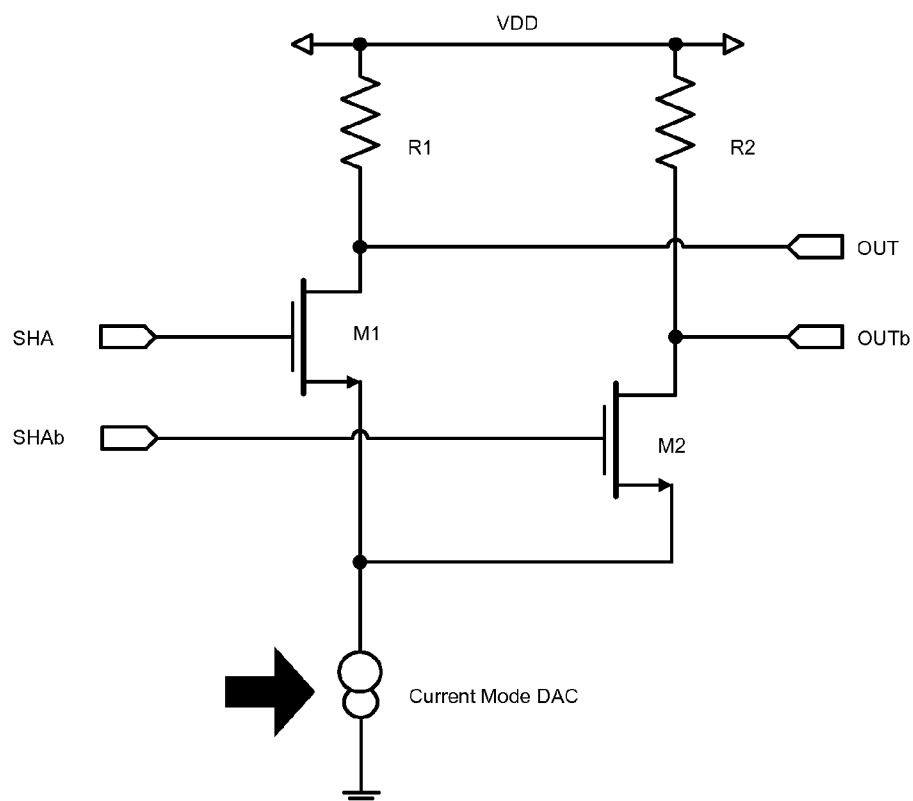 VDD
R1
R2
OUT
SHA
M1
OUTb
SHAb
M2
Current Mode DAC